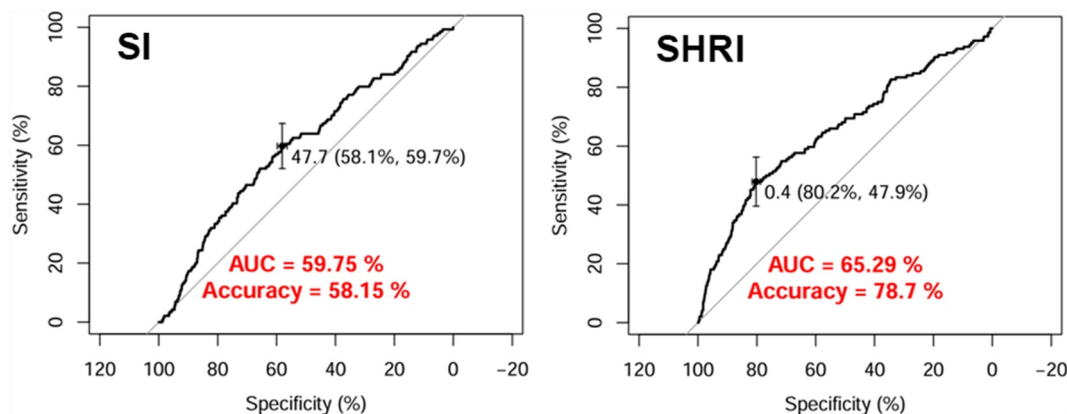 SI
100
80
60
40
20
0
Sensitivity (%)
47.7 (58.1%, 59.7%)
AUC = 59.75 %
Accuracy = 58.15 %
120 100 80 60 40 20 0 −20
Specificity (%)
SHRI
100
80
60
40
20
0
Sensitivity (%)
0.4 (80.2%, 47.9%)
AUC = 65.29 %
Accuracy = 78.7 %
120 100 80 60 40 20 0 −20
Specificity (%)